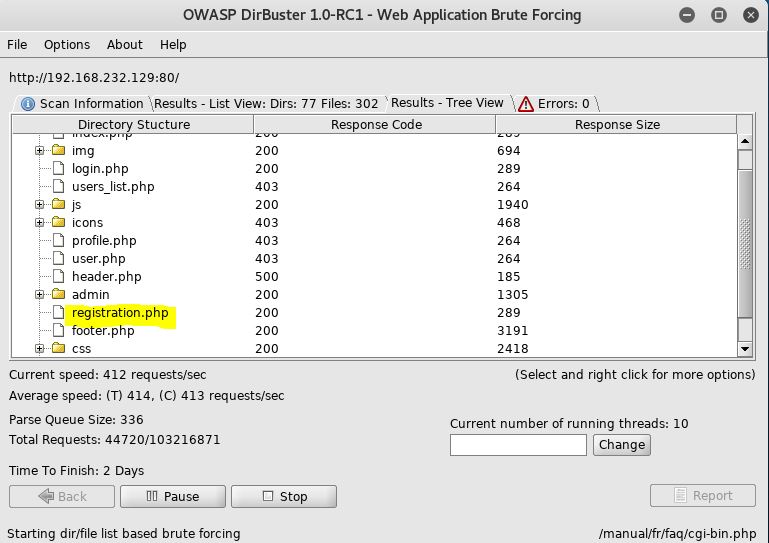 OWASP DirBuster 1.0-RC1 - Web Application Brute Forcing
File Options About Help
http://192.168.232.129:80/
Scan Information Results - List View: Dirs: 77 Files: 302 Results - Tree View Errors: 0
Directory Stucture Response Code Response Size
index.php 200 289
img 200 694
login.php 200 289
users_list.php 403 264
js 200 1940
icons 403 468
profile.php 403 264
user.php 403 264
header.php 500 185
admin 200 1305
registration.php 200 289
footer.php 200 3191
css 200 2418
Current speed: 412 requests/sec (Select and right click for more options)
Average speed: (T) 414, (C) 413 requests/sec
Parse Queue Size: 336
Current number of running threads: 10
Total Requests: 44720/103216871
Change
Time To Finish: 2 Days
Back Pause Stop Report
Starting dir/file list based brute forcing /manual/fr/faq/cgi-bin.php